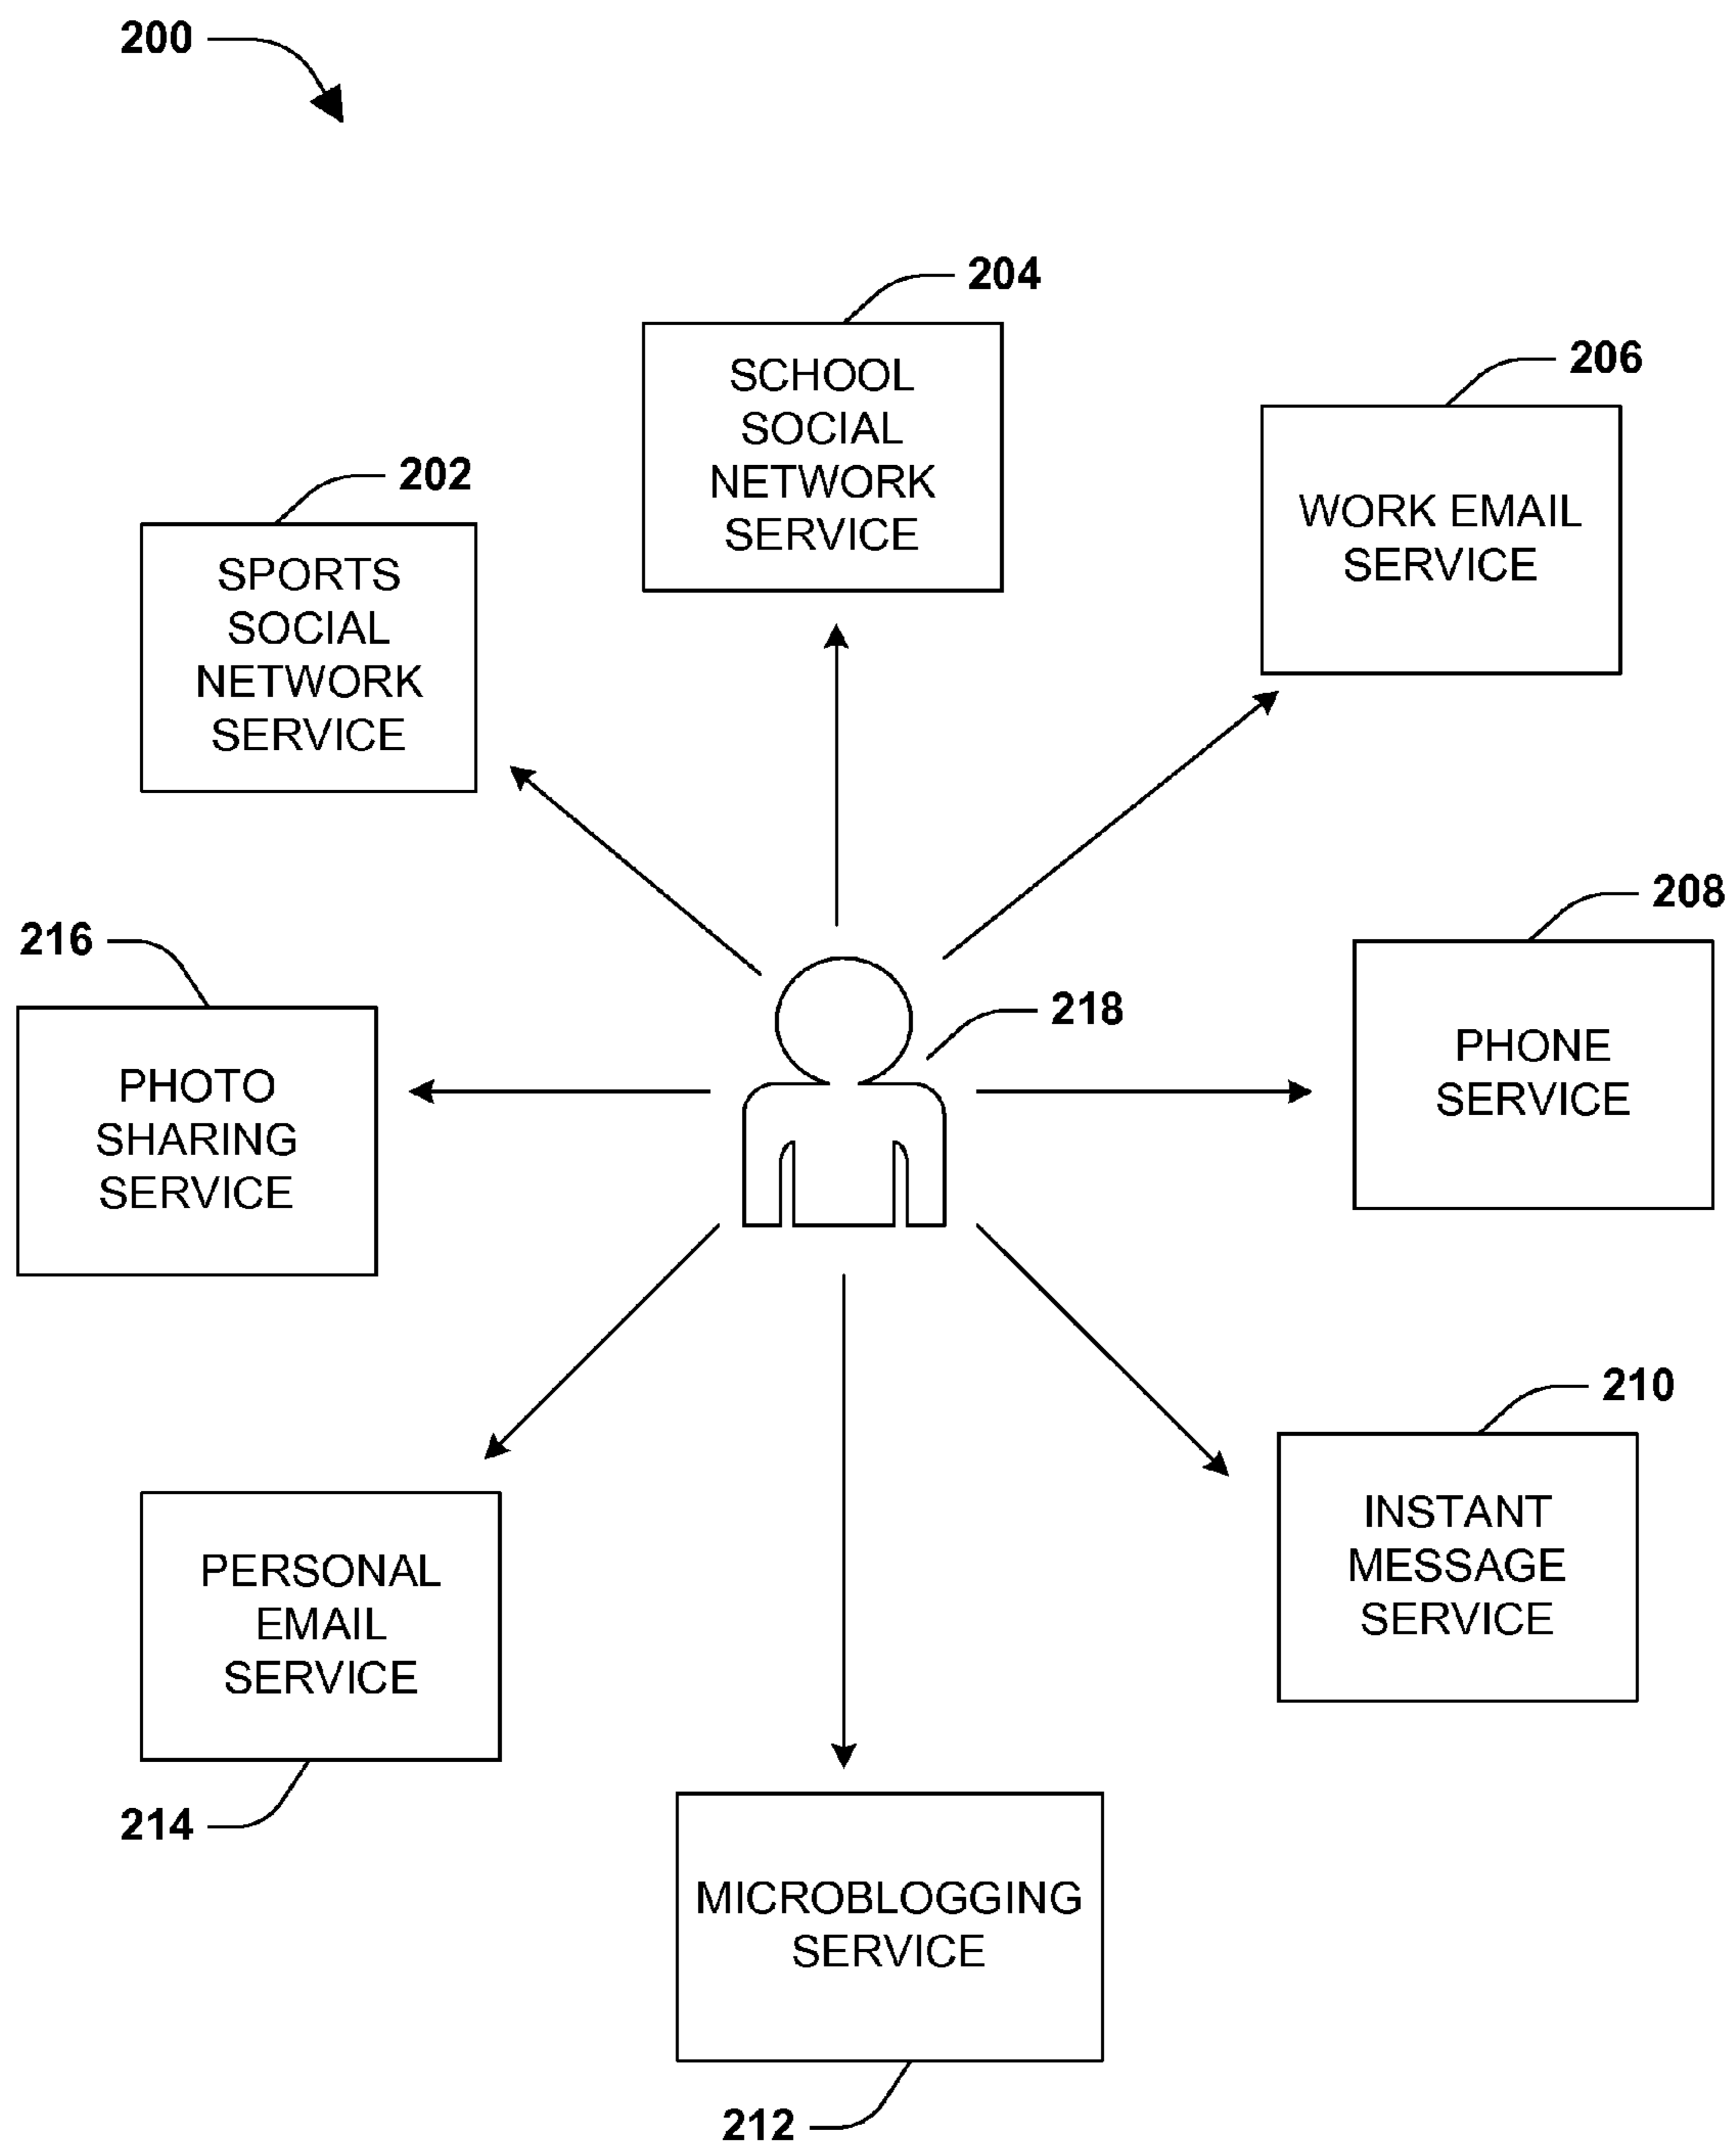 200
204
SCHOOL
SOCIAL
NETWORK
SERVICE
206
WORK EMAIL
SERVICE
202
SPORTS
SOCIAL
NETWORK
SERVICE
208
PHONE
SERVICE
216
PHOTO
SHARING
SERVICE
218
210
INSTANT
MESSAGE
SERVICE
PERSONAL
EMAIL
SERVICE
214
MICROBLOGGING
SERVICE
212